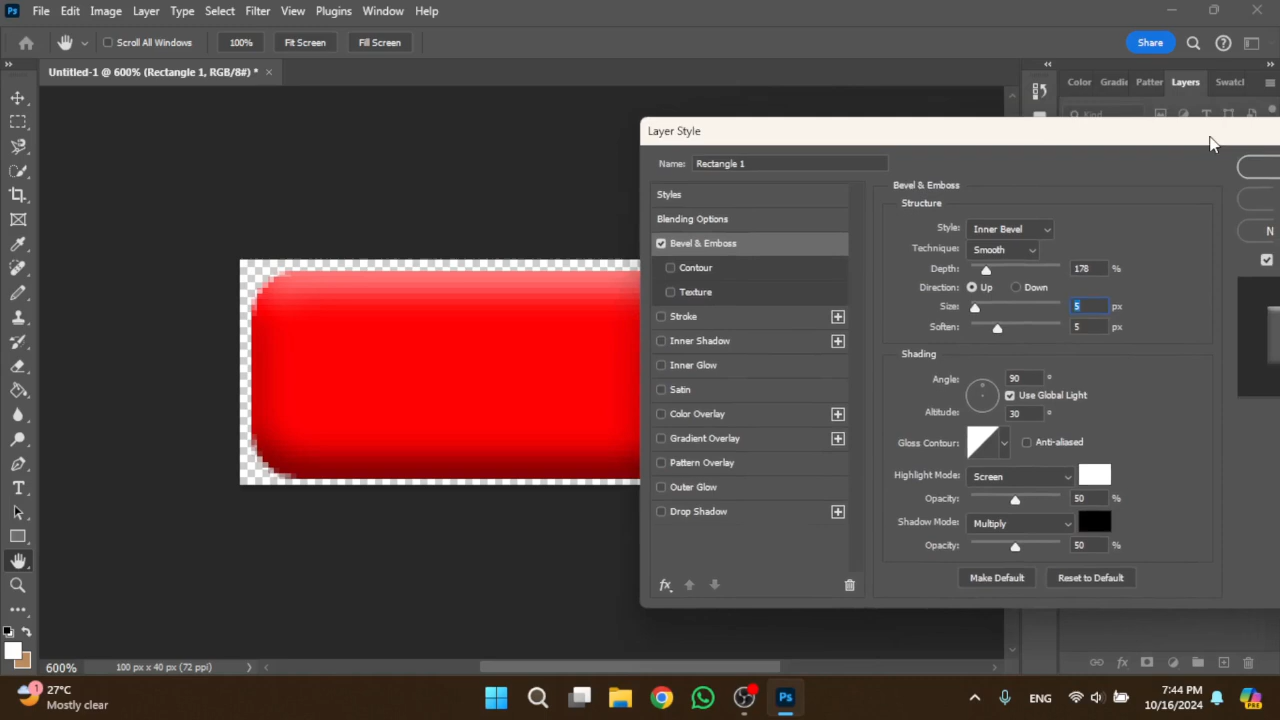 Ps File Edit Image Layer Type Select Filter View Plugins Window Help
Scroll All Windows 100% Fit Screen Fill Screen Share
Untitled-1 @ 600% (Rectangle 1, RGB/8#) * × Color Gradie Patter Layers Swatcl
Layer Style
Name: Rectangle 1
Styles
Blending Options
Bevel & Emboss
Contour
Texture
Stroke
Inner Shadow
Inner Glow
Satin
Color Overlay
Gradient Overlay
Pattern Overlay
Outer Glow
Drop Shadow
fx
Bevel & Emboss
Structure
Style: Inner Bevel
Technique: Smooth
Depth: 178 %
Direction: Up Down
Size: 5 px
Soften: 5 px
Shading
Angle: 90 °
Use Global Light
Altitude: 30 °
Gloss Contour: Anti-aliased
Highlight Mode: Screen
Opacity: 50 %
Shadow Mode: Multiply
Opacity: 50 %
Make Default Reset to Default
N
600% 100 px x 40 px (72 ppi) fx
1 27°C
Mostly clear
Ps ENG 7:44 PM
10/16/2024
PRE